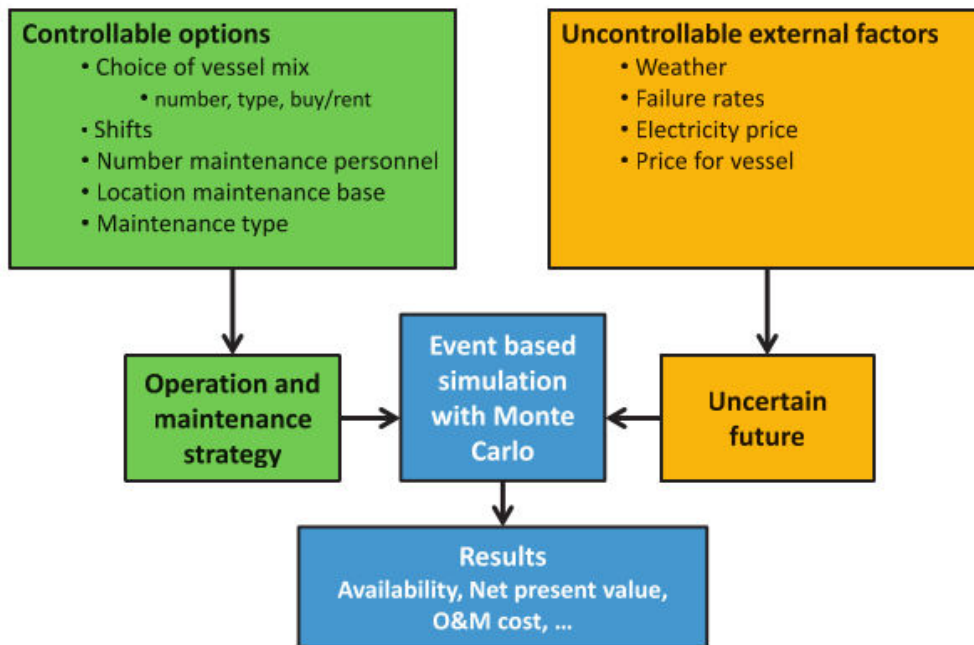 Controllable options
• Choice of vessel mix
• number, type, buy/rent
• Shifts
• Number maintenance personnel
• Location maintenance base
• Maintenance type
Uncontrollable external factors
• Weather
• Failure rates
• Electricity price
• Price for vessel
Operation and
maintenance
strategy
Event based
simulation
with Monte
Carlo
Uncertain
future
Results
Availability, Net present value,
O&M cost, ...